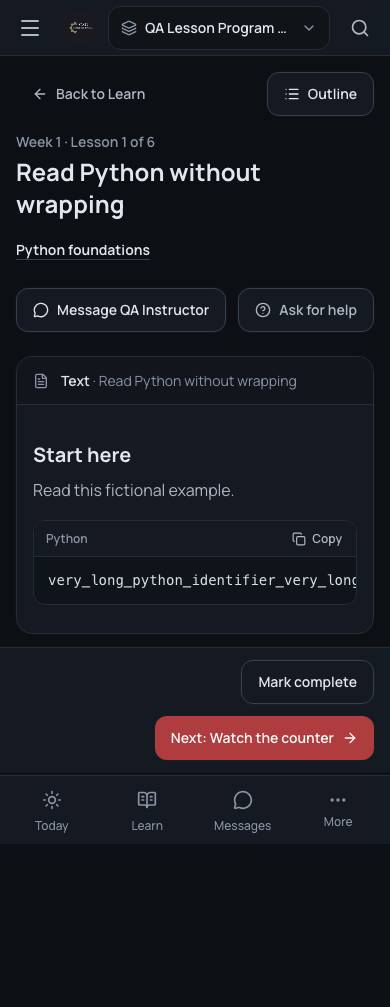 QA Lesson Program ...
Back to Learn
Outline
Week 1 · Lesson 1 of 6
Read Python without
wrapping
Python foundations
Message QA Instructor
Ask for help
Text · Read Python without wrapping
Start here
Read this fictional example.
Python
Copy
very_long_python_identifier_very_long
Mark complete
Next: Watch the counter
Today
Learn
Messages
More